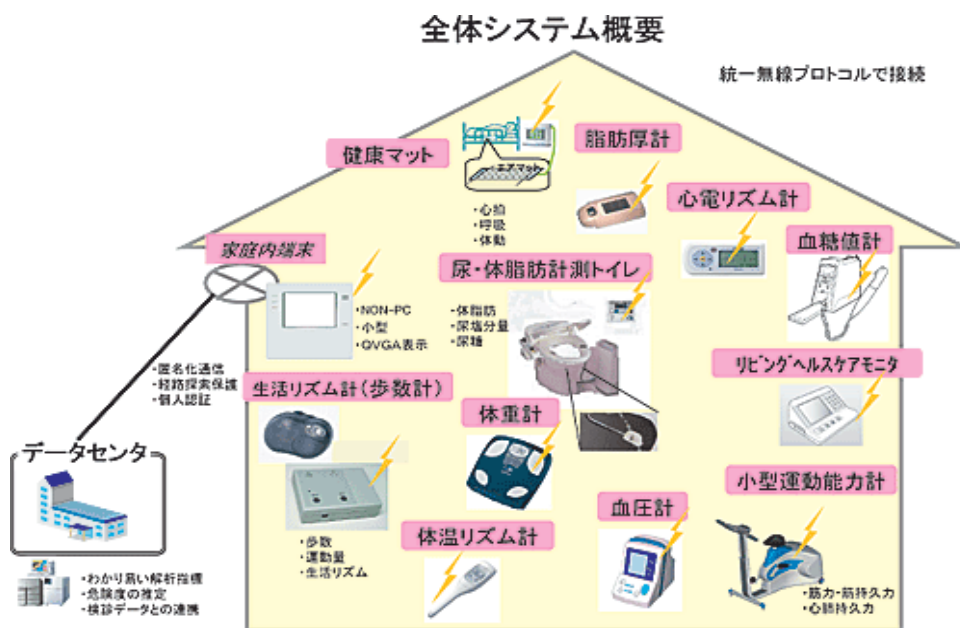 全体システム概要
統一無線プロトコルで接続
健康マット
エアマット
・心拍
・呼吸
・体動
脂肪厚計
心電リズム計
血糖値計
家庭内端末
・NON-PC
・小型
・QVGA表示
尿・体脂肪計測トイレ
・体脂肪
・尿塩分量
・尿糖
・匿名化通信
・経路探索保護
・個人認証
リビングヘルスケアモニタ
生活リズム計(歩数計)
・歩数
・運動量
・生活リズム
体重計
データセンタ
・わかり易い解析指標
・危険度の推定
・検診データとの連携
体温リズム計
血圧計
小型運動能力計
・筋力・筋持久力
・心肺持久力